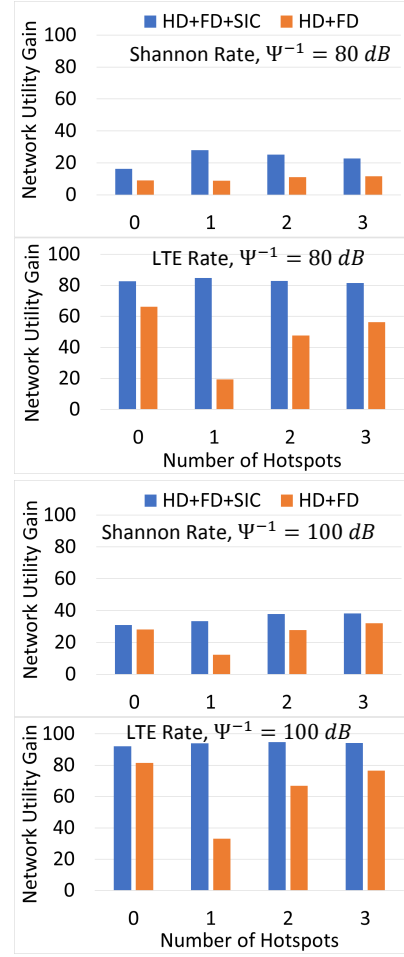 HD+FD+SIC HD+FD
Shannon Rate, Ψ⁻¹ = 80 dB
Network Utility Gain
100
80
60
40
20
0
0 1 2 3
LTE Rate, Ψ⁻¹ = 80 dB
Network Utility Gain
100
80
60
40
20
0
0 1 2 3
Number of Hotspots
HD+FD+SIC HD+FD
Shannon Rate, Ψ⁻¹ = 100 dB
Network Utility Gain
100
80
60
40
20
0
0 1 2 3
LTE Rate, Ψ⁻¹ = 100 dB
Network Utility Gain
100
80
60
40
20
0
0 1 2 3
Number of Hotspots